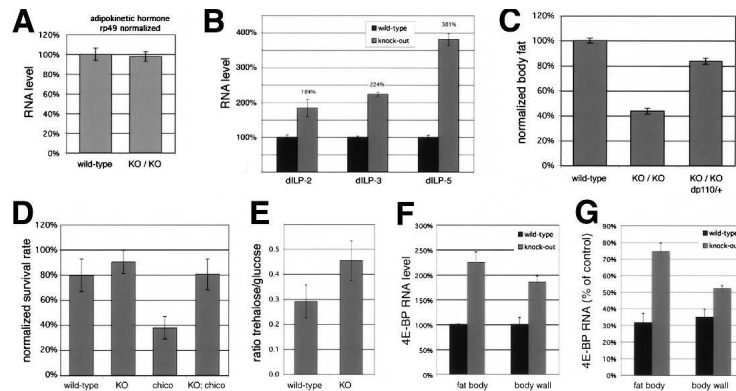 A
adipokinetic hormone
rp49 normalized
RNA level
120%
100%
80%
60%
40%
20%
0%
wild-type
KO / KO
B
RNA level
400%
300%
200%
100%
wild-type
knock-out
184%
224%
381%
dILP-2
dILP-3
dILP-5
C
normalized body fat
120%
100%
80%
60%
40%
20%
0%
wild-type
KO / KO
KO / KO
dp110/+
D
normalized survival rate
120%
100%
80%
60%
40%
20%
0%
wild-type
KO
chico
KO; chico
E
ratio trehalose/glucose
0.6
0.5
0.4
0.3
0.2
0.1
0
wild-type
KO
F
4E-BP RNA level
300%
250%
200%
150%
100%
50%
0%
wild-type
knock-out
fat body
body wall
G
4E-BP RNA (% of control)
90%
80%
70%
60%
50%
40%
30%
20%
10%
0%
wild-type
knock-out
fat body
body wall